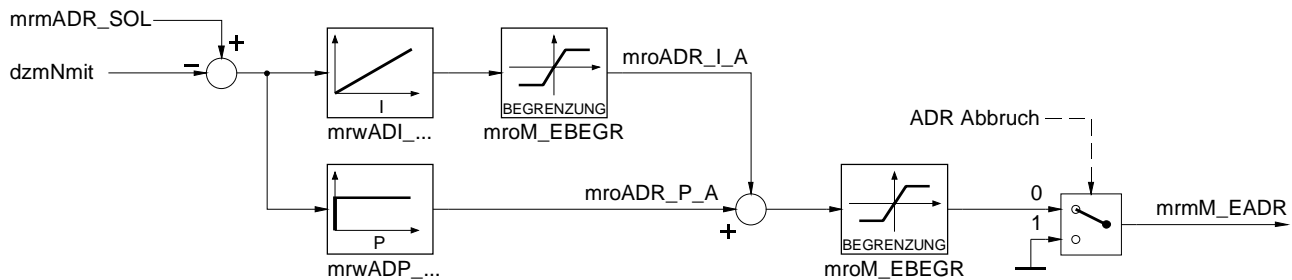 mrmADR_SOL
+
dzmNmit
−
I
mrwADI_...
BEGRENZUNG
mroM_EBEGR
mroADR_I_A
P
mrwADP_...
mroADR_P_A
+
BEGRENZUNG
mroM_EBEGR
ADR Abbruch
0
1
mrmM_EADR